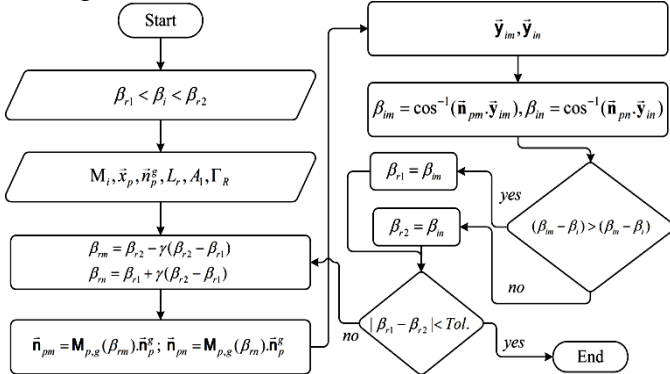 Start
β_{r1} < β_i < β_{r2}
M_i, x⃗_p, n⃗_p^g, L_r, A_1, Γ_R
β_{rm} = β_{r2} − γ(β_{r2} − β_{r1})
β_{rn} = β_{r1} + γ(β_{r2} − β_{r1})
n⃗_{pm} = M_{p,g}(β_{rm}).n⃗_p^g ; n⃗_{pn} = M_{p,g}(β_{rn}).n⃗_p^g
y⃗_{im}, y⃗_{in}
β_{im} = cos^{-1}(n⃗_{pm}.y⃗_{im}), β_{in} = cos^{-1}(n⃗_{pn}.y⃗_{in})
(β_{im} − β_i) > (β_{in} − β_i)
yes
β_{r1} = β_{im}
no
β_{r2} = β_{in}
| β_{r1} − β_{r2} | < Tol.
no
yes
End